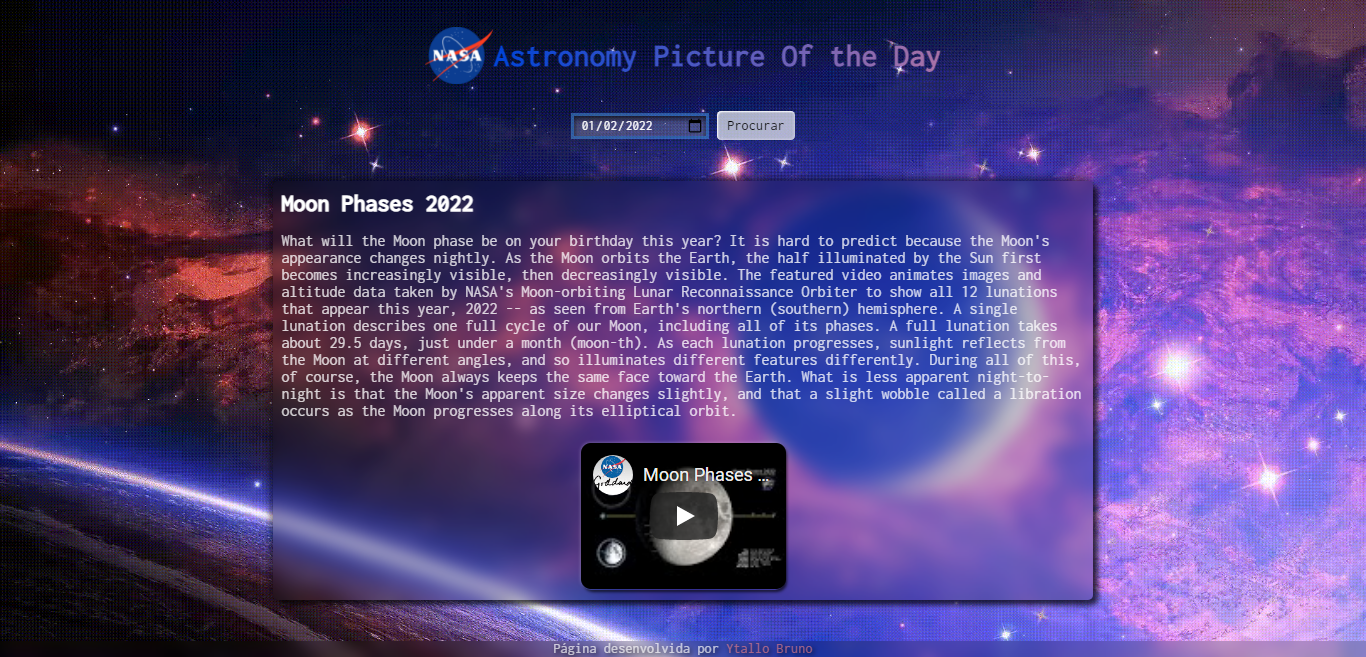 NASA
Astronomy Picture Of the Day
01/02/2022
Procurar
Moon Phases 2022
What will the Moon phase be on your birthday this year? It is hard to predict because the Moon's
appearance changes nightly. As the Moon orbits the Earth, the half illuminated by the Sun first
becomes increasingly visible, then decreasingly visible. The featured video animates images and
altitude data taken by NASA's Moon-orbiting Lunar Reconnaissance Orbiter to show all 12 lunations
that appear this year, 2022 -- as seen from Earth's northern (southern) hemisphere. A single
lunation describes one full cycle of our Moon, including all of its phases. A full lunation takes
about 29.5 days, just under a month (moon-th). As each lunation progresses, sunlight reflects from
the Moon at different angles, and so illuminates different features differently. During all of this,
of course, the Moon always keeps the same face toward the Earth. What is less apparent night-to-
night is that the Moon's apparent size changes slightly, and that a slight wobble called a libration
occurs as the Moon progresses along its elliptical orbit.
NASA
Goddard
Moon Phases ...
Página desenvolvida por Ytallo Bruno